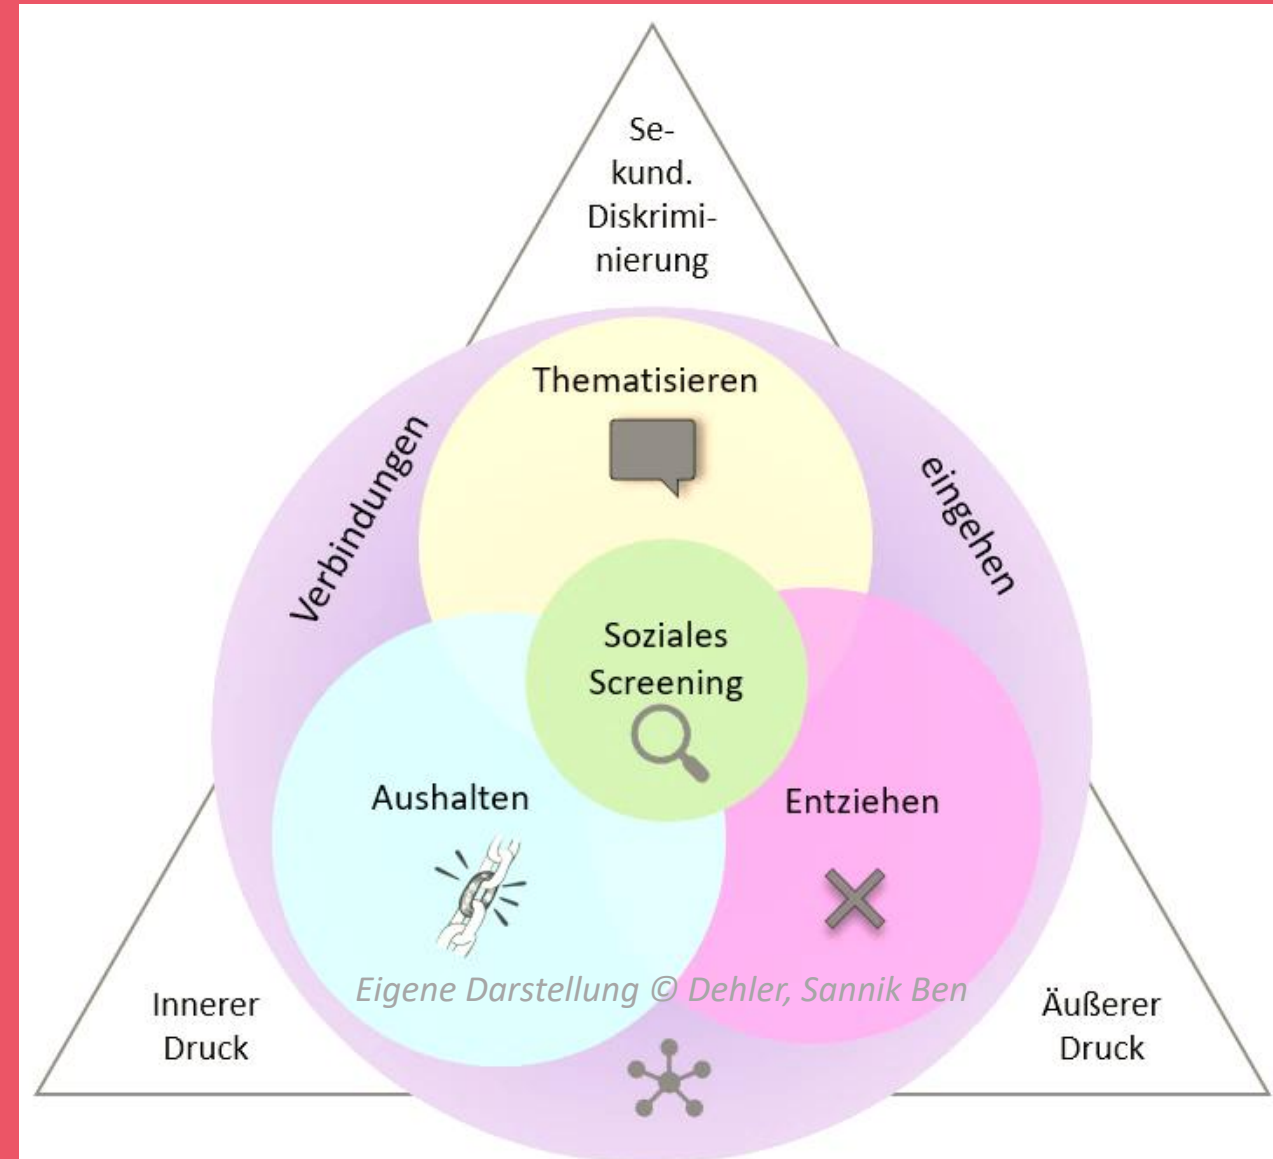 Se-
kund.
Diskrimi-
nierung
Thematisieren
Verbindungen
eingehen
Soziales
Screening
Aushalten
Entziehen
Eigene Darstellung © Dehler, Sannik Ben
Innerer
Druck
Äußerer
Druck